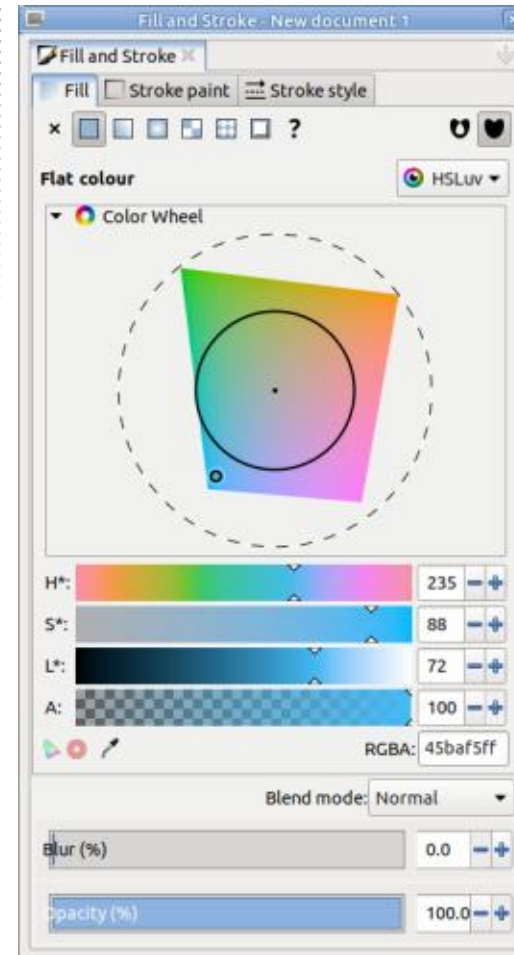 Fill and Stroke - New document 1
Fill and Stroke
Fill Stroke paint Stroke style
?
Flat colour HSLuv
Color Wheel
H*: 235
S*: 88
L*: 72
A: 100
RGBA: 45baf5ff
Blend mode: Normal
Blur (%) 0.0
Opacity (%) 100.0